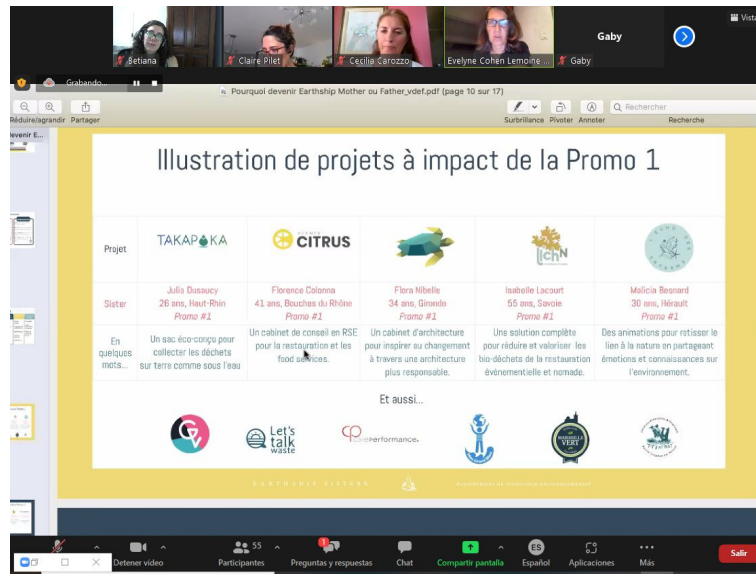 Vista
Gaby
Betiana
Claire Pilet
Cecilia Carozzo
Evelyne Cohen Lemoine ...
Gaby
Grabando...
Pourquoi devenir Earthship Mother ou Father_vdef.pdf (page 10 sur 17)
Réduire/agrandir
Partager
Surbrillance
Pivoter
Annoter
Rechercher
Recherche
Devenir E...
Illustration de projets à impact de la Promo 1
Projet
TAKAPOKA
CITRUS
lichN
Sister
Julia Dusaucy
26 ans, Haut-Rhin
Promo #1
Florence Colonna
41 ans, Bouches du Rhône
Promo #1
Flora Nibelle
34 ans, Gironde
Promo #1
Isabelle Lacourt
55 ans, Savoie
Promo #1
Malicia Besnard
30 ans, Hérault
Promo #1
En
quelques
mots...
Un sac éco-conçu pour
collecter les déchets
sur terre comme sous l'eau
Un cabinet de conseil en RSE
pour la restauration et les
food services.
Un cabinet d'architecture
pour inspirer au changement
à travers une architecture
plus responsable.
Une solution complète
pour réduire et valoriser les
bio-déchets de la restauration
événementielle et nomade.
Des animations pour retisser le
lien à la nature en partageant
émotions et connaissances sur
l'environnement.
Et aussi...
Let's
talk
waste
Performance
MARSEILLE
VERT
EARTHSHIP SISTERS
55
1
ES
Detener video
Participantes
Preguntas y respuestas
Chat
Compartir pantalla
Español
Aplicaciones
Más
Salir